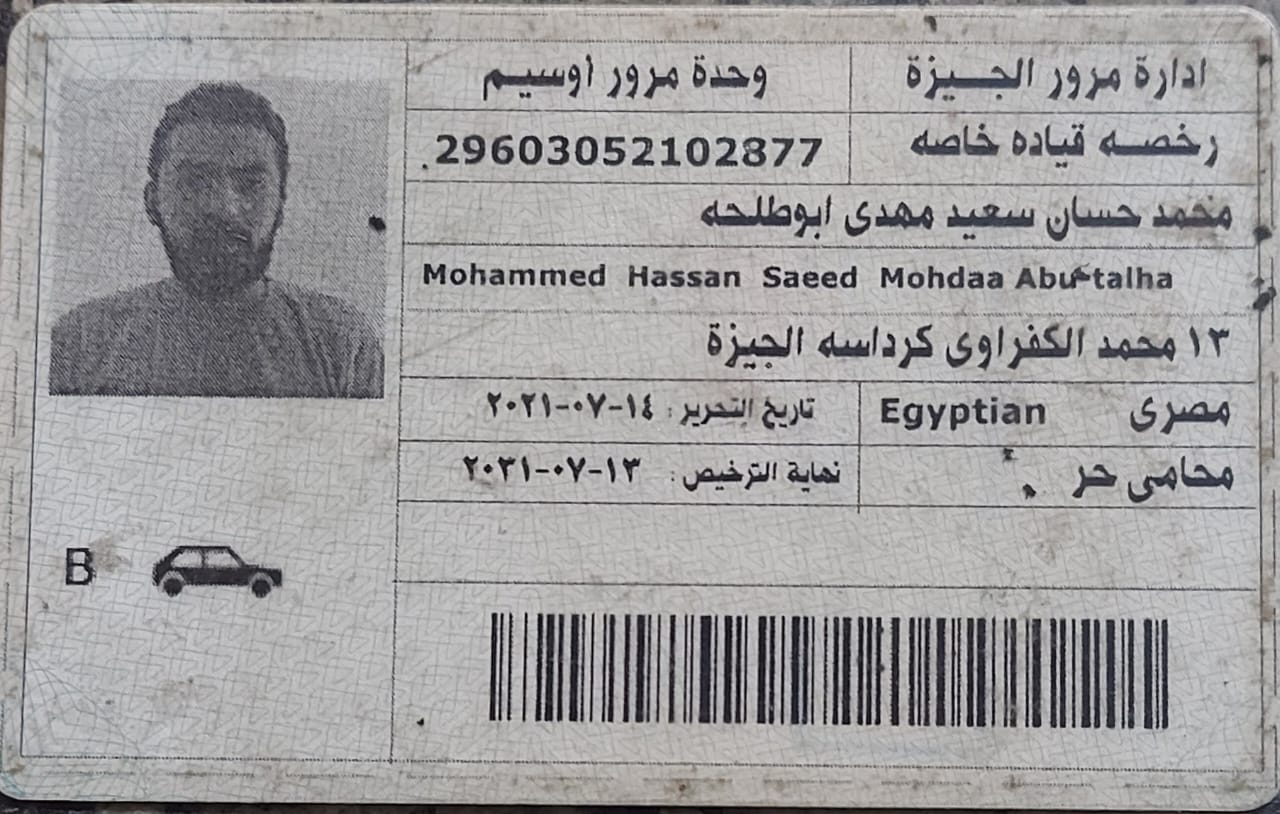 ادارة مرور الجيزة وحدة مرور أوسيم
رخصه قياده خاصه 29603052102877
محمد حسان سعيد مهدى ابوطلحه
Mohammed Hassan Saeed Mohdaa Abu talha
١٣ محمد الكفراوى كرداسه الجيزة
مصرى Egyptian تاريخ التحرير : ١٤-٠٧-٢٠٢١
محامى حر نهاية الترخيص : ١٣-٠٧-٢٠٣١
B